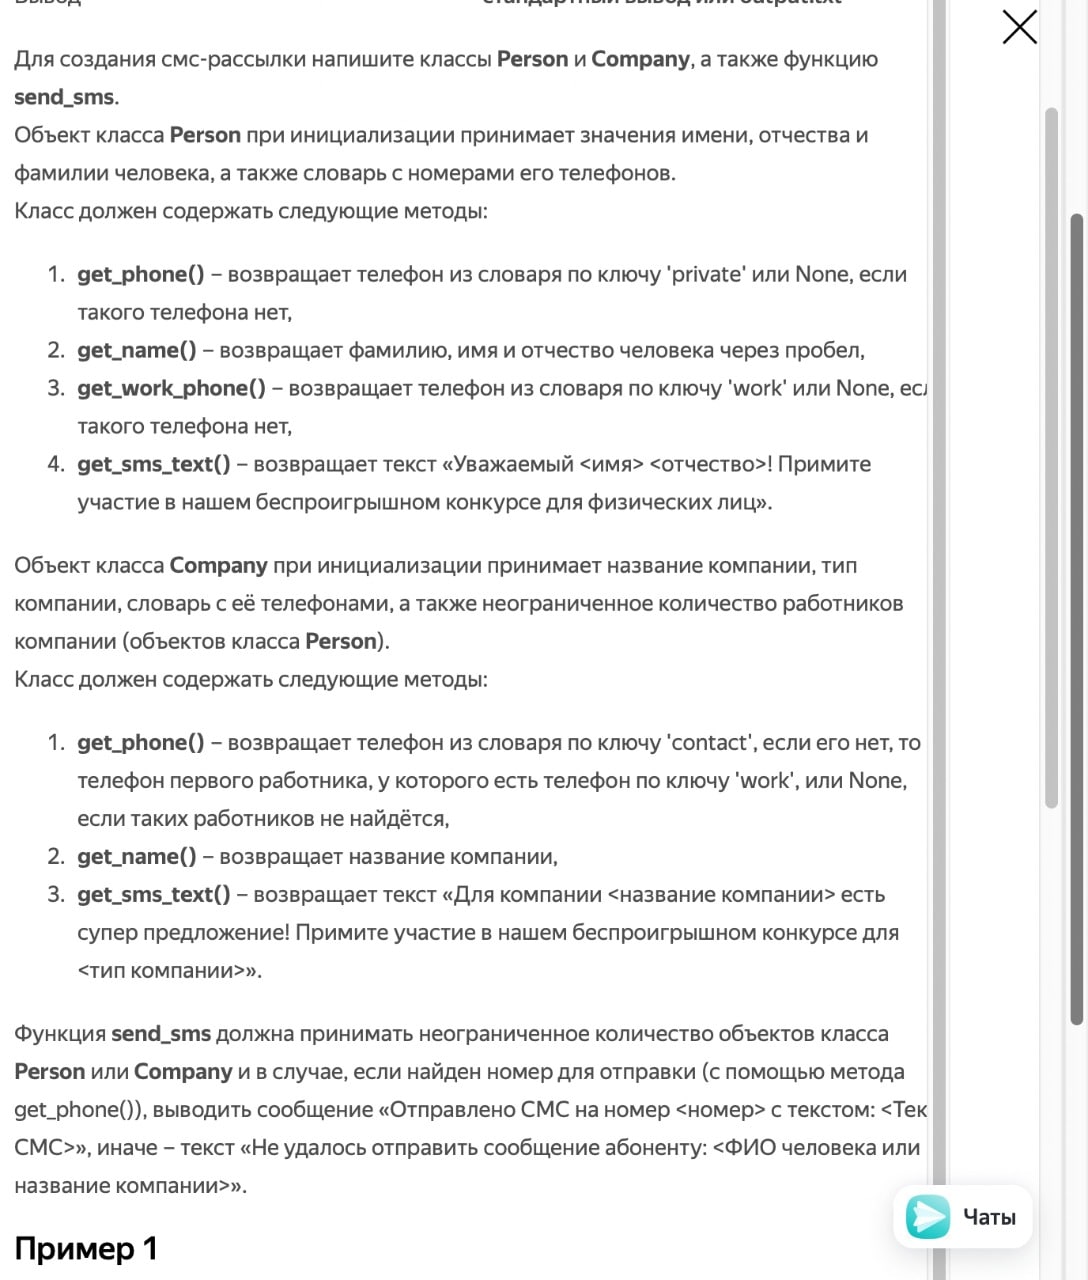 Вывод стандартный вывод или output.txt
Для создания смс-рассылки напишите классы Person и Company, а также функцию
send_sms.
Объект класса Person при инициализации принимает значения имени, отчества и
фамилии человека, а также словарь с номерами его телефонов.
Класс должен содержать следующие методы:
1. get_phone() – возвращает телефон из словаря по ключу 'private' или None, если
такого телефона нет,
2. get_name() – возвращает фамилию, имя и отчество человека через пробел,
3. get_work_phone() – возвращает телефон из словаря по ключу 'work' или None, есл
такого телефона нет,
4. get_sms_text() – возвращает текст «Уважаемый <имя> <отчество>! Примите
участие в нашем беспроигрышном конкурсе для физических лиц».
Объект класса Company при инициализации принимает название компании, тип
компании, словарь с её телефонами, а также неограниченное количество работников
компании (объектов класса Person).
Класс должен содержать следующие методы:
1. get_phone() – возвращает телефон из словаря по ключу 'contact', если его нет, то
телефон первого работника, у которого есть телефон по ключу 'work', или None,
если таких работников не найдётся,
2. get_name() – возвращает название компании,
3. get_sms_text() – возвращает текст «Для компании <название компании> есть
супер предложение! Примите участие в нашем беспроигрышном конкурсе для
<тип компании>».
Функция send_sms должна принимать неограниченное количество объектов класса
Person или Company и в случае, если найден номер для отправки (с помощью метода
get_phone()), выводить сообщение «Отправлено СМС на номер <номер> с текстом: <Тек
СМС>», иначе – текст «Не удалось отправить сообщение абоненту: <ФИО человека или
название компании>».
Чаты
Пример 1